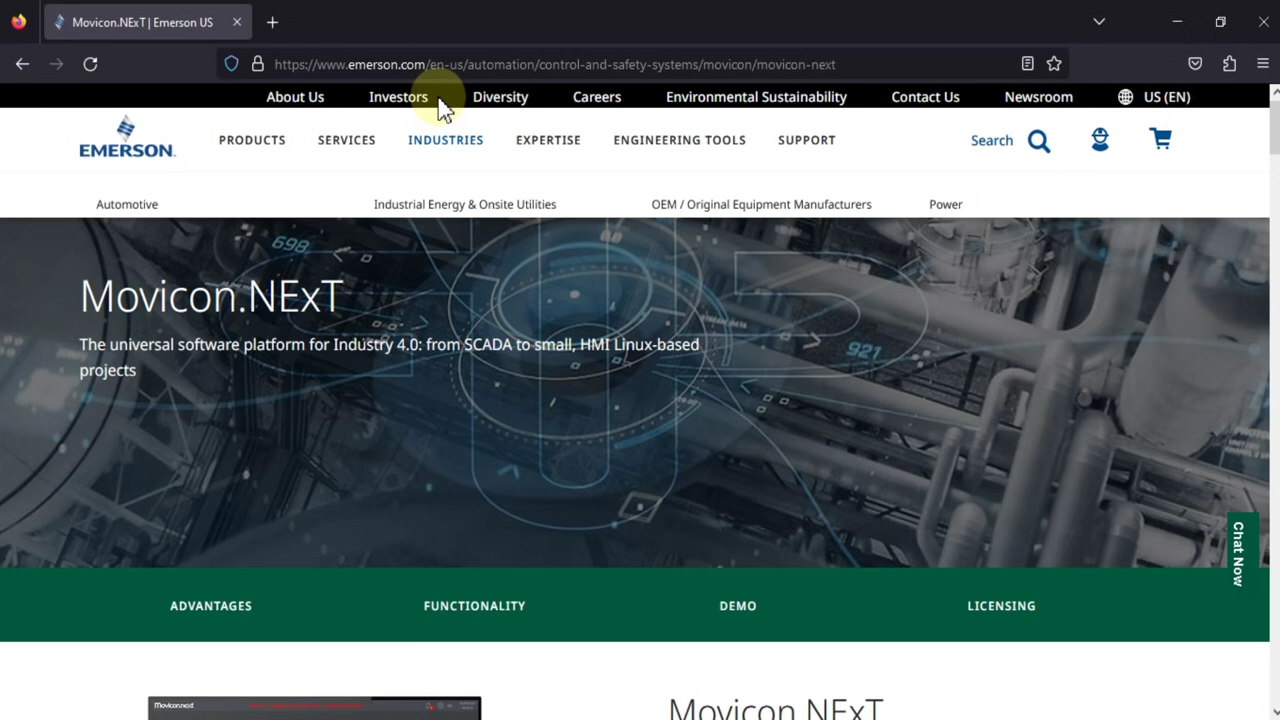 Movicon.NExT | Emerson US
https://www.emerson.com/en-us/automation/control-and-safety-systems/movicon/movicon-next
About Us Investors Diversity Careers Environmental Sustainability Contact Us Newsroom US (EN)
EMERSON PRODUCTS SERVICES INDUSTRIES EXPERTISE ENGINEERING TOOLS SUPPORT Search
Automotive Industrial Energy & Onsite Utilities OEM / Original Equipment Manufacturers Power
698
Movicon.NExT
The universal software platform for Industry 4.0: from SCADA to small, HMI Linux-based
projects
921
Chat Now
ADVANTAGES FUNCTIONALITY DEMO LICENSING
Movicon.next
Movicon.NExT